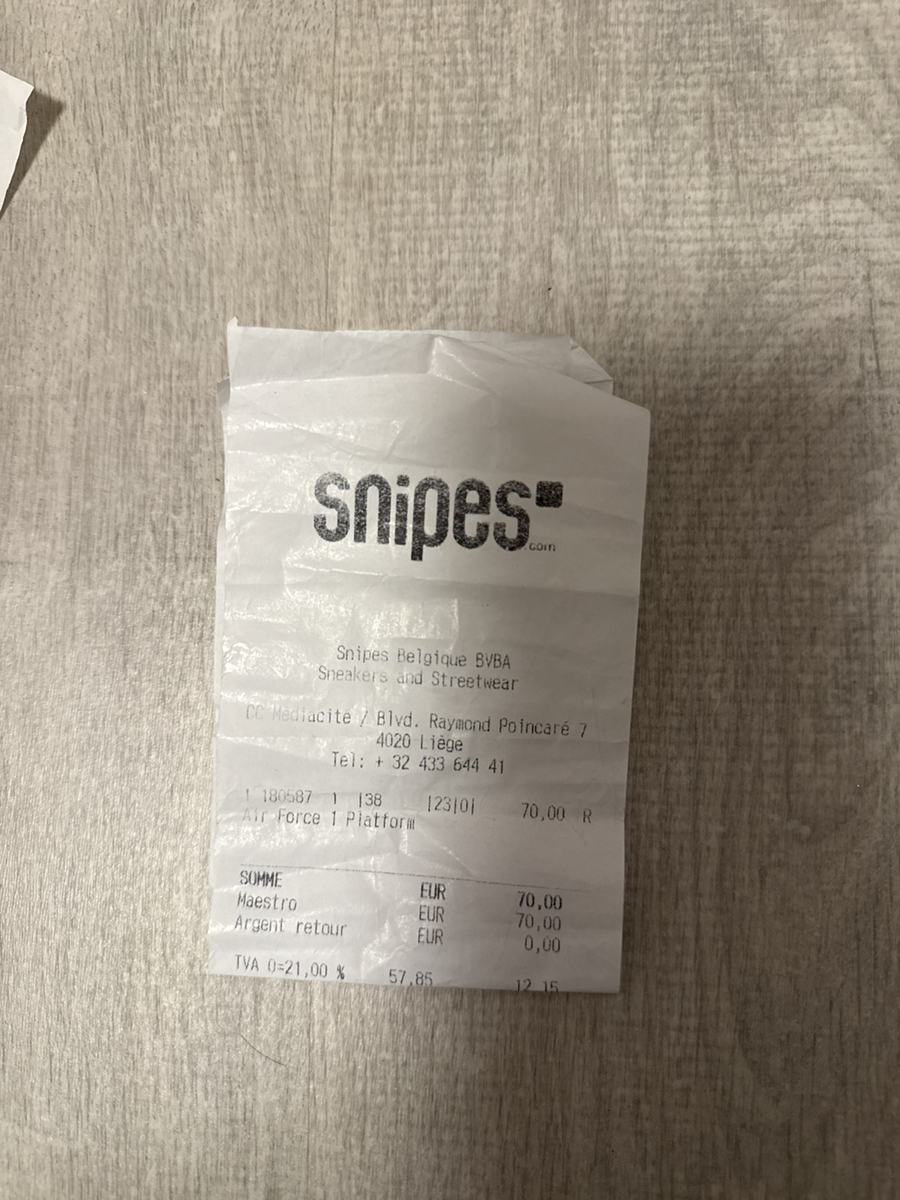 snipes
.com
Snipes Belgique BVBA
Sneakers and Streetwear
CC Médiacité / Blvd. Raymond Poincaré 7
4020 Liège
Tel: + 32 433 644 41
1 180587 1 |38 |23|0| 70,00 R
Air Force 1 Platform
SOMME EUR 70,00
Maestro EUR 70,00
Argent retour EUR 0,00
TVA 0=21,00 % 57,85 12,15